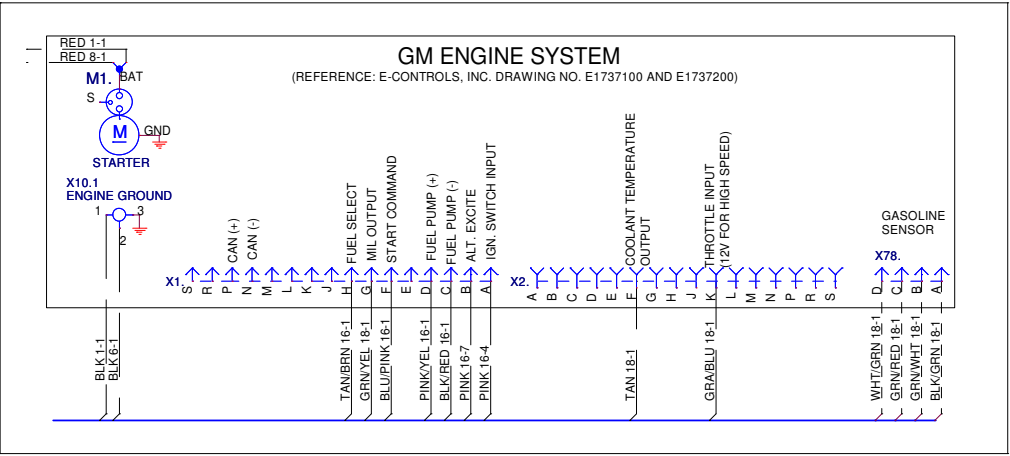 RED 1-1
RED 8-1
GM ENGINE SYSTEM
(REFERENCE: E-CONTROLS, INC. DRAWING NO. E1737100 AND E1737200)
M1.
BAT
S
M
GND
STARTER
X10.1
ENGINE GROUND
1
3
2
CAN (+)
CAN (-)
FUEL SELECT
MIL OUTPUT
START COMMAND
FUEL PUMP (+)
FUEL PUMP (-)
ALT. EXCITE
IGN. SWITCH INPUT
COOLANT TEMPERATURE
OUTPUT
THROTTLE INPUT
(12V FOR HIGH SPEED)
GASOLINE
SENSOR
X1.
S
R
P
N
M
L
K
J
H
G
F
E
D
C
B
A
X2.
A
B
C
D
E
F
G
H
J
K
L
M
N
P
R
S
X78.
D
C
B
A
BLK 1-1
BLK 6-1
TAN/BRN 16-1
GRN/YEL 18-1
BLU/PINK 16-1
PINK/YEL 16-1
BLK/RED 16-1
PINK 16-7
PINK 16-4
TAN 18-1
GRA/BLU 18-1
WHT/GRN 18-1
GRN/RED 18-1
GRN/WHT 18-1
BLK/GRN 18-1